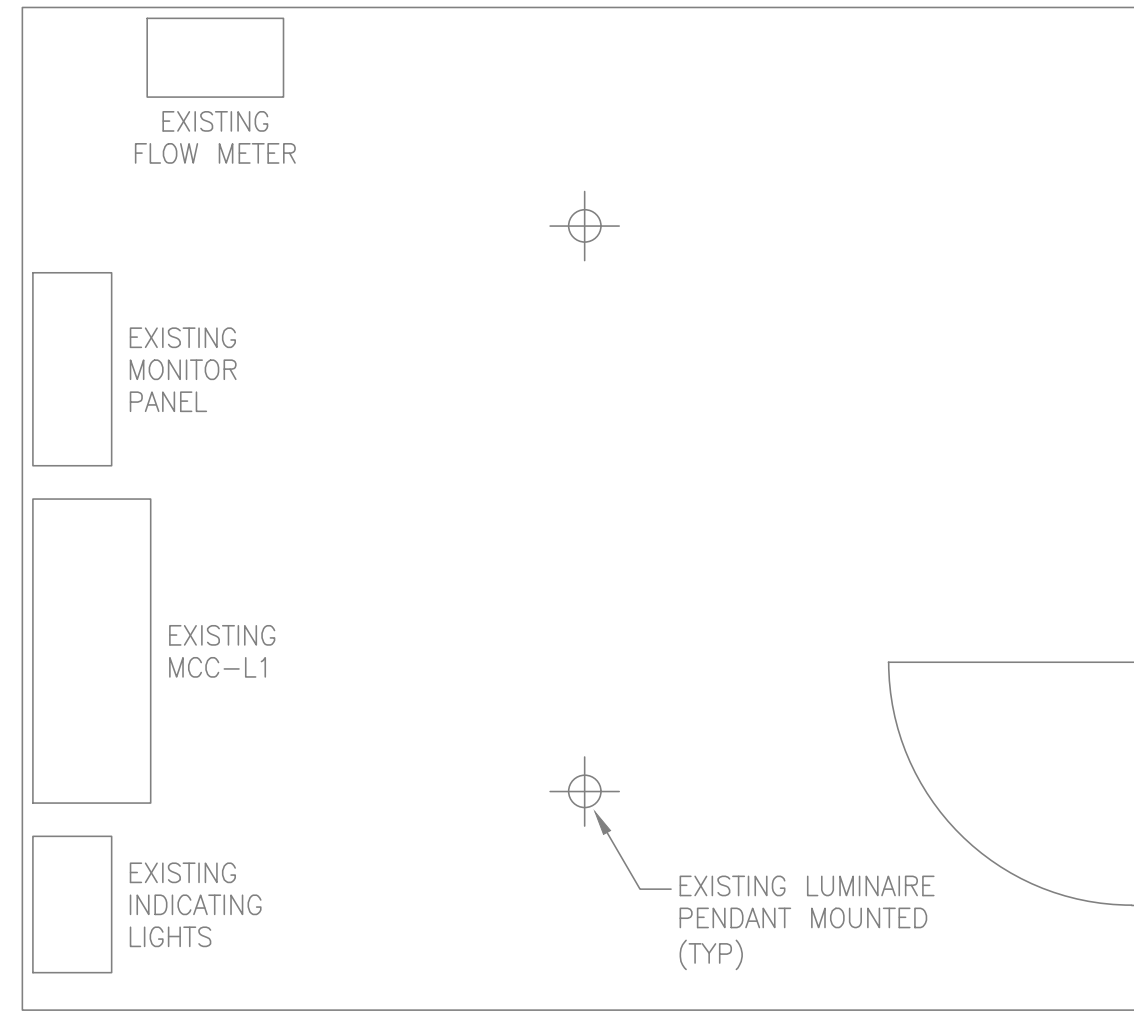 EXISTING
FLOW METER
EXISTING
MONITOR
PANEL
EXISTING
MCC-L1
EXISTING
INDICATING
LIGHTS
EXISTING LUMINAIRE
PENDANT MOUNTED
(TYP)